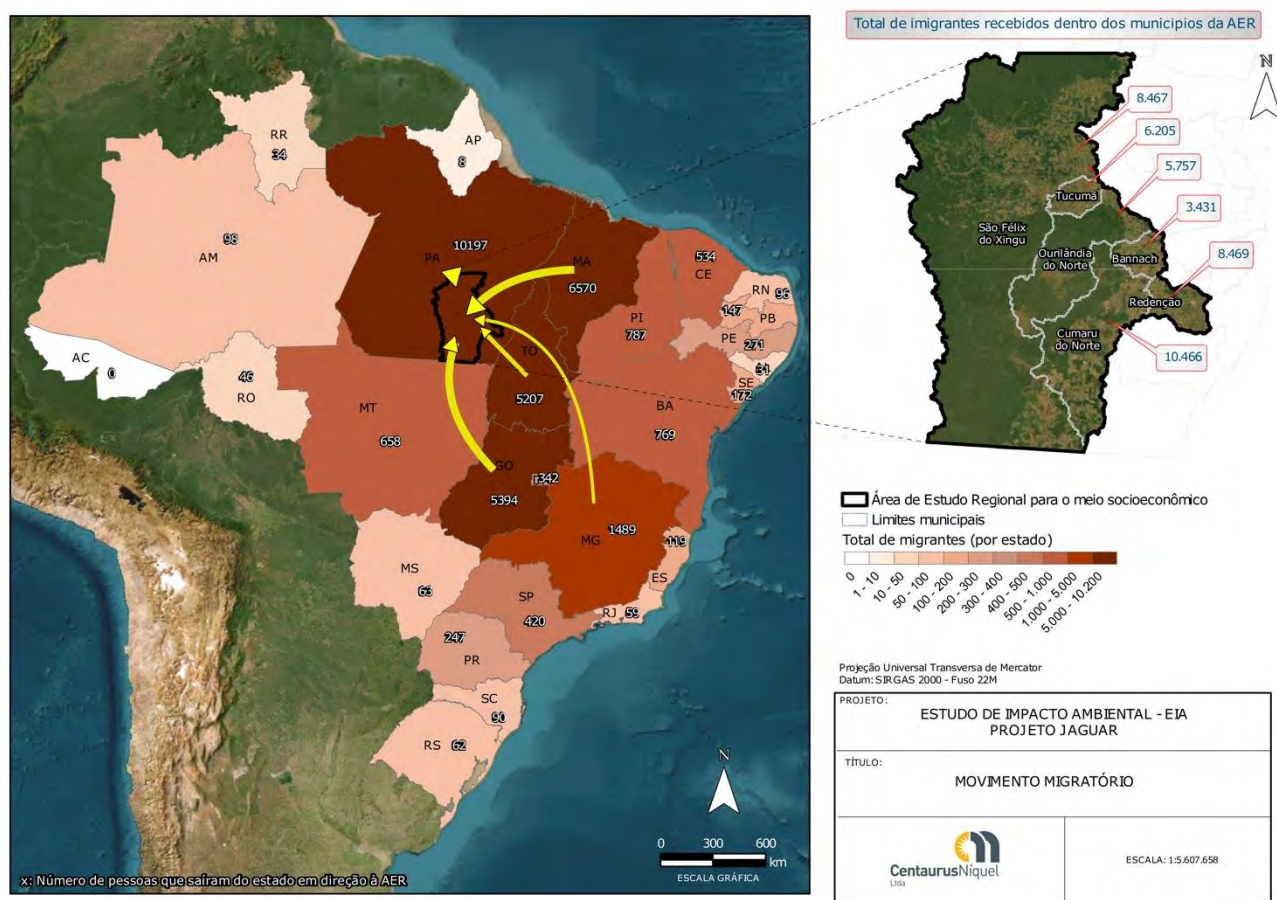 Total de imigrantes recebidos dentro dos municipios da AER
N
8.467
6.205
5.757
3.431
8.469
10.466
Tucumã
São Félix
do Xingu
Ourilândia
do Norte
Bannach
Redenção
Cumaru
do Norte
RR
34
AP
8
98
AM
10197
PA
MA
6570
534
CE
RN
96
147
PB
PI
787
PE
271
31
SE
172
AC
0
46
RO
TO
5207
MT
658
BA
769
GO
342
5394
1489
MG
119
ES
MS
63
SP
420
RJ
59
247
PR
SC
90
RS
62
N
0 300 600
km
ESCALA GRÁFICA
x: Número de pessoas que saíram do estado em direção à AER
Área de Estudo Regional para o meio socioeconômico
Limites municipais
Total de migrantes (por estado)
0
1 - 10
10 - 50
50 - 100
100 - 200
200 - 300
300 - 400
400 - 500
500 - 1.000
1.000 - 5.000
5.000 - 10.200
Projeção Universal Transversa de Mercator
Datum: SIRGAS 2000 - Fuso 22M
PROJETO:
ESTUDO DE IMPACTO AMBIENTAL - EIA
PROJETO JAGUAR
TÍTULO:
MOVIMENTO MIGRATÓRIO
CentaurusNíquel
Ltda
ESCALA: 1:5.607.658